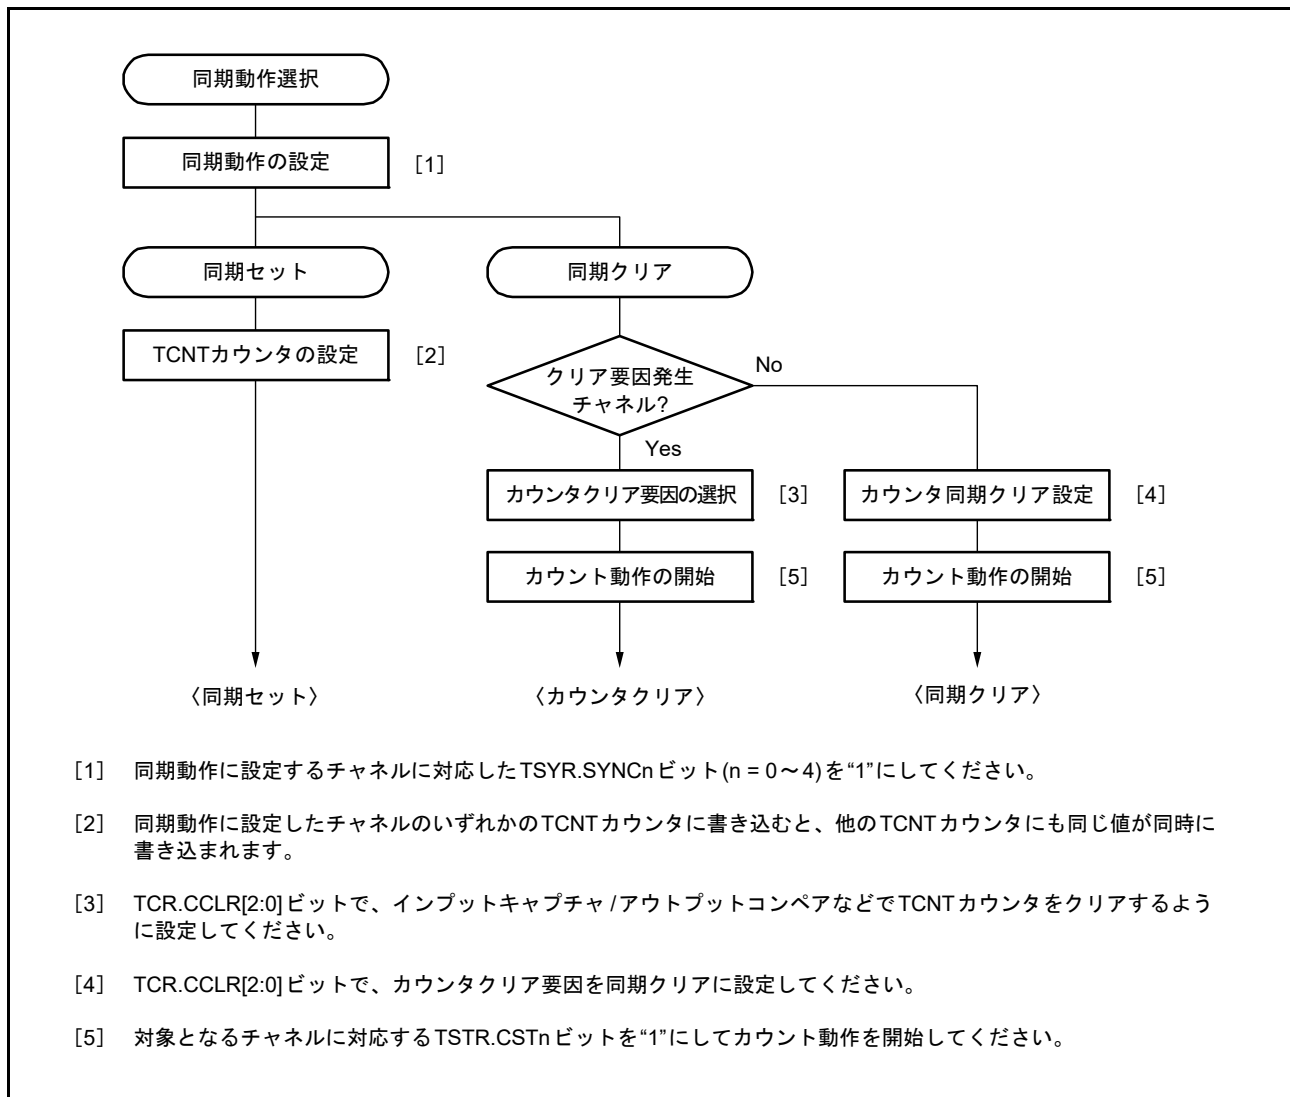 同期動作選択
同期動作の設定 [1]
同期セット 同期クリア
TCNTカウンタの設定 [2]
クリア要因発生
チャネル?
No
Yes
カウンタクリア要因の選択 [3] カウンタ同期クリア設定 [4]
カウント動作の開始 [5] カウント動作の開始 [5]
〈同期セット〉 〈カウンタクリア〉 〈同期クリア〉
[1] 同期動作に設定するチャネルに対応したTSYR.SYNCnビット(n = 0～4)を“1”にしてください。
[2] 同期動作に設定したチャネルのいずれかのTCNTカウンタに書き込むと、他のTCNTカウンタにも同じ値が同時に
書き込まれます。
[3] TCR.CCLR[2:0]ビットで、インプットキャプチャ/アウトプットコンペアなどでTCNTカウンタをクリアするよう
に設定してください。
[4] TCR.CCLR[2:0]ビットで、カウンタクリア要因を同期クリアに設定してください。
[5] 対象となるチャネルに対応するTSTR.CSTnビットを“1”にしてカウント動作を開始してください。